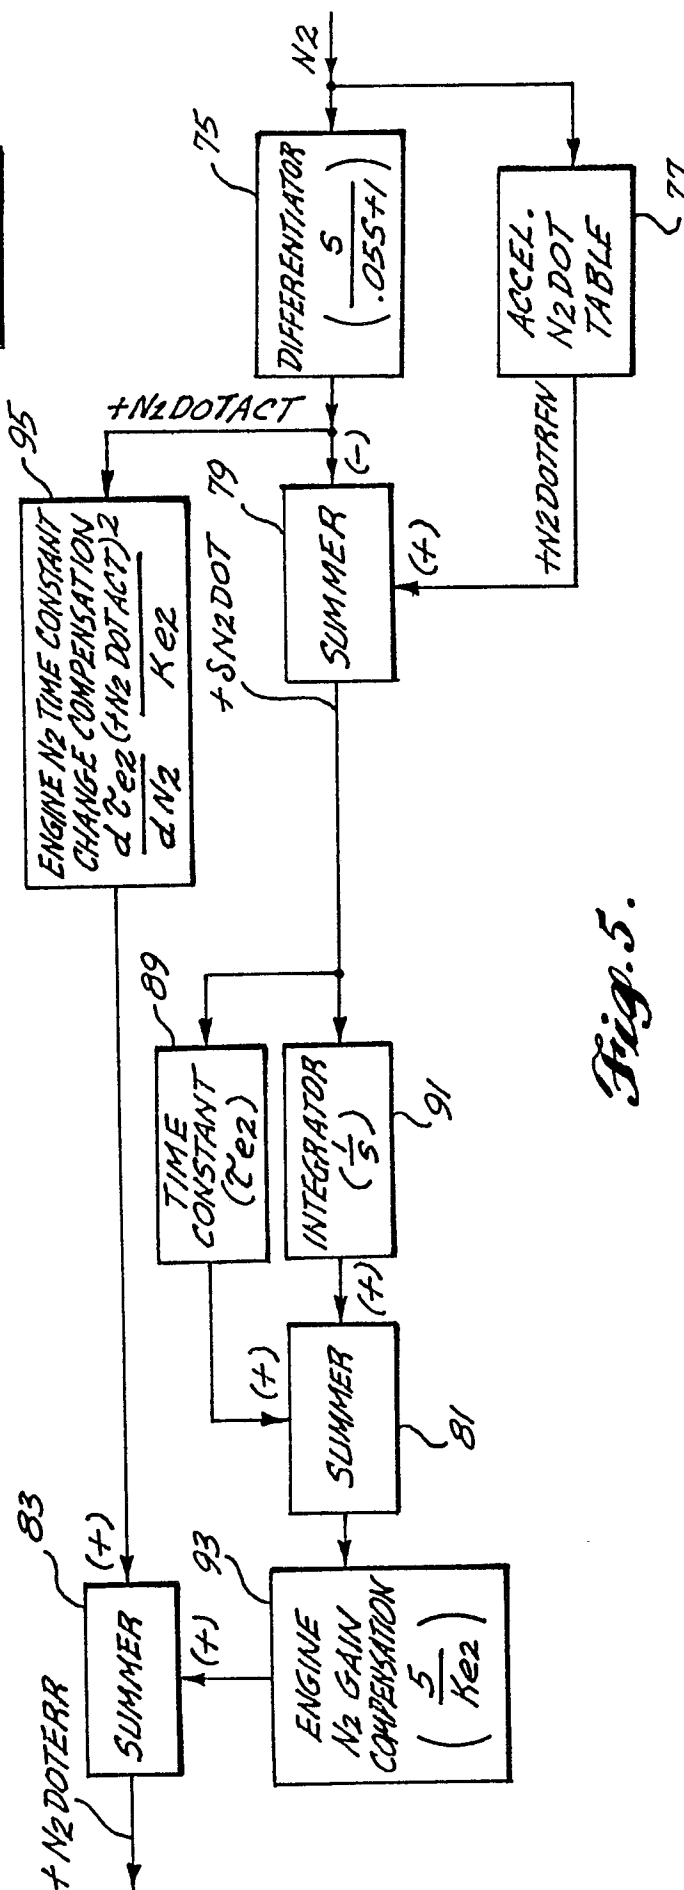 N2
75
DIFFERENTIATOR
( S / .05S+1 )
ACCEL.
N2DOT
TABLE
77
+N2DOTACT
+N2DOTRFN
95
ENGINE N2 TIME CONSTANT
CHANGE COMPENSATION
dτe2 (+N2DOTACT)2
dN2 Ke2
79
(-)
(+)
SUMMER
+δN2DOT
89
TIME
CONSTANT
(τe2)
91
INTEGRATOR
(1/S)
(+)
(+)
SUMMER
81
93
ENGINE
N2 GAIN
COMPENSATION
( 5 / Ke2 )
83
(+)
(+)
SUMMER
+N2DOTERR
Fig. 5.